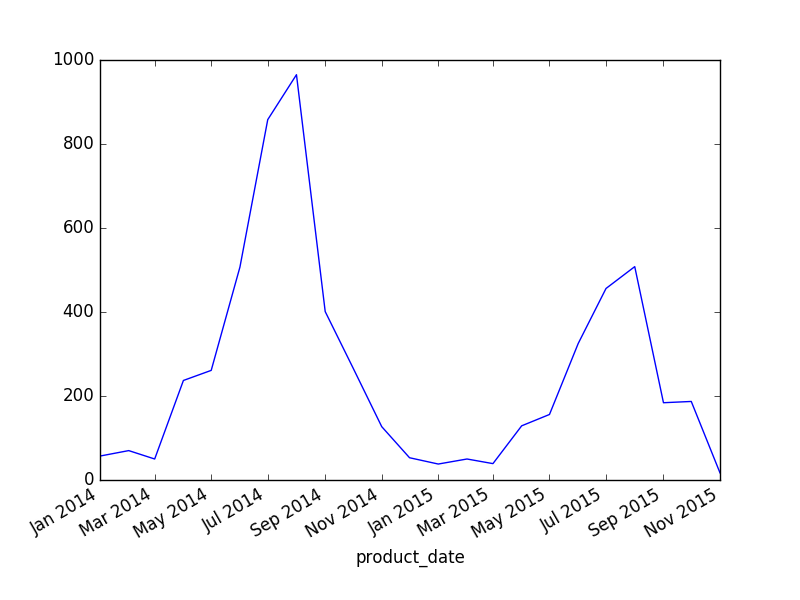 1000
800
600
400
200
0
Jan 2014
Mar 2014
May 2014
Jul 2014
Sep 2014
Nov 2014
Jan 2015
Mar 2015
May 2015
Jul 2015
Sep 2015
Nov 2015
product_date